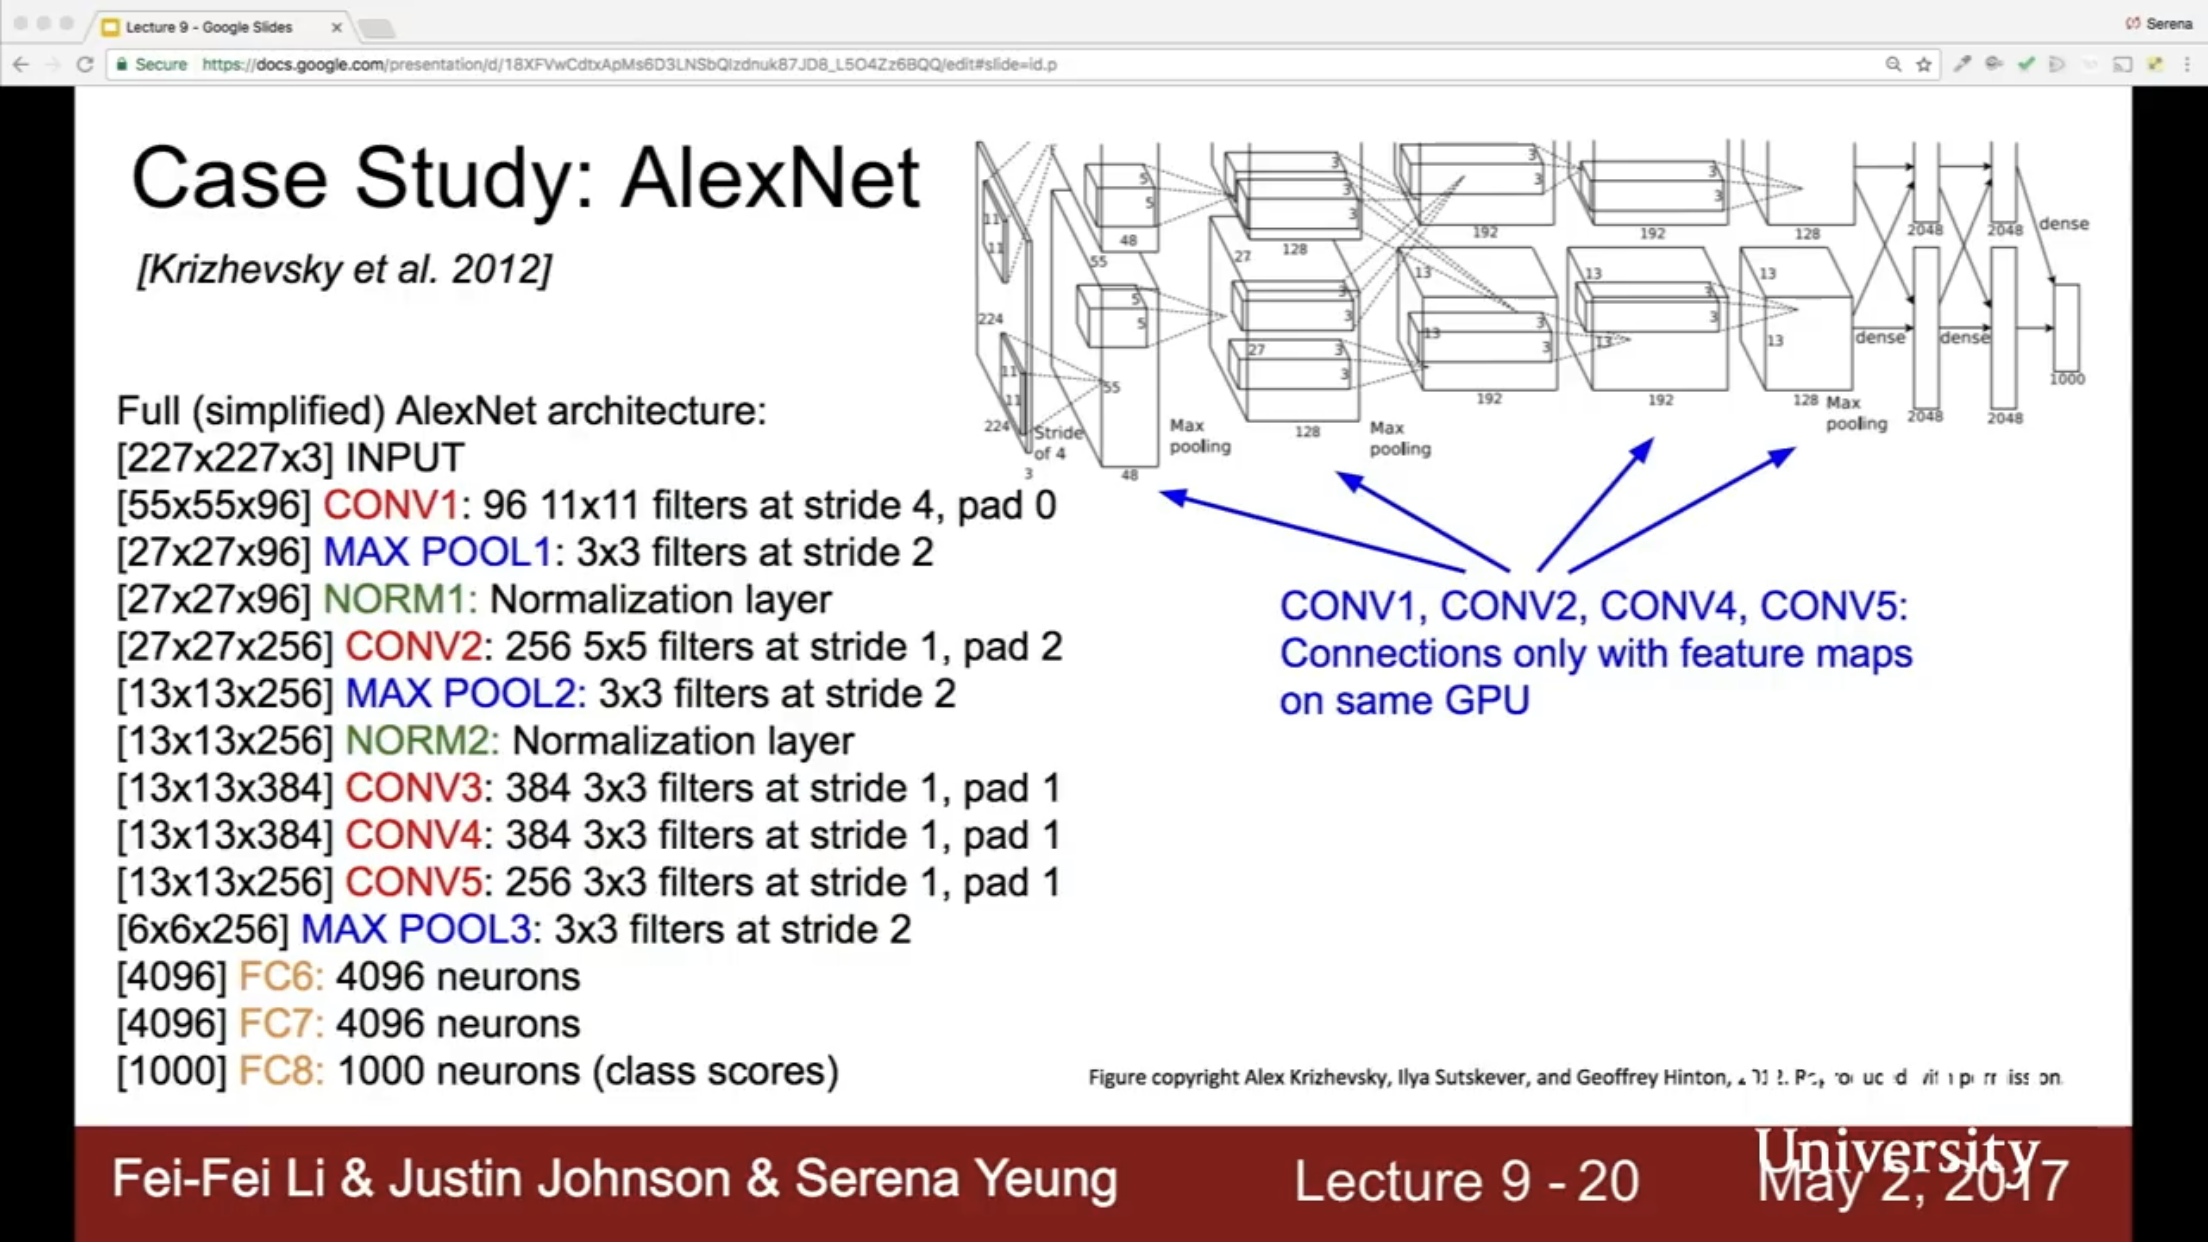 Lecture 9 - Google Slides
Serena
Secure https://docs.google.com/presentation/d/18XFVwCdtxApMs6D3LNSbQIzdnuk87JD8_L5O4Zz6BQQ/edit#slide=id.p
Case Study: AlexNet
[Krizhevsky et al. 2012]
Full (simplified) AlexNet architecture:
[227x227x3] INPUT
[55x55x96] CONV1: 96 11x11 filters at stride 4, pad 0
[27x27x96] MAX POOL1: 3x3 filters at stride 2
[27x27x96] NORM1: Normalization layer
[27x27x256] CONV2: 256 5x5 filters at stride 1, pad 2
[13x13x256] MAX POOL2: 3x3 filters at stride 2
[13x13x256] NORM2: Normalization layer
[13x13x384] CONV3: 384 3x3 filters at stride 1, pad 1
[13x13x384] CONV4: 384 3x3 filters at stride 1, pad 1
[13x13x256] CONV5: 256 3x3 filters at stride 1, pad 1
[6x6x256] MAX POOL3: 3x3 filters at stride 2
[4096] FC6: 4096 neurons
[4096] FC7: 4096 neurons
[1000] FC8: 1000 neurons (class scores)
3 3 3
5 3 3 3
11 5 3 3
48 128 192 192 128 2048 2048 dense
11
55 27 13 13 13
5 3 3 3
224 5 3 3 3
13 13 13 dense dense
27 3 3
11 55 3
11 1000
192 192 128 Max
pooling
2048 2048
224 Stride
of 4
Max
pooling
128
Max
pooling
3 48
CONV1, CONV2, CONV4, CONV5:
Connections only with feature maps
on same GPU
Figure copyright Alex Krizhevsky, Ilya Sutskever, and Geoffrey Hinton,
Fei-Fei Li & Justin Johnson & Serena Yeung
Lecture 9 - 20
University
May 2, 2017